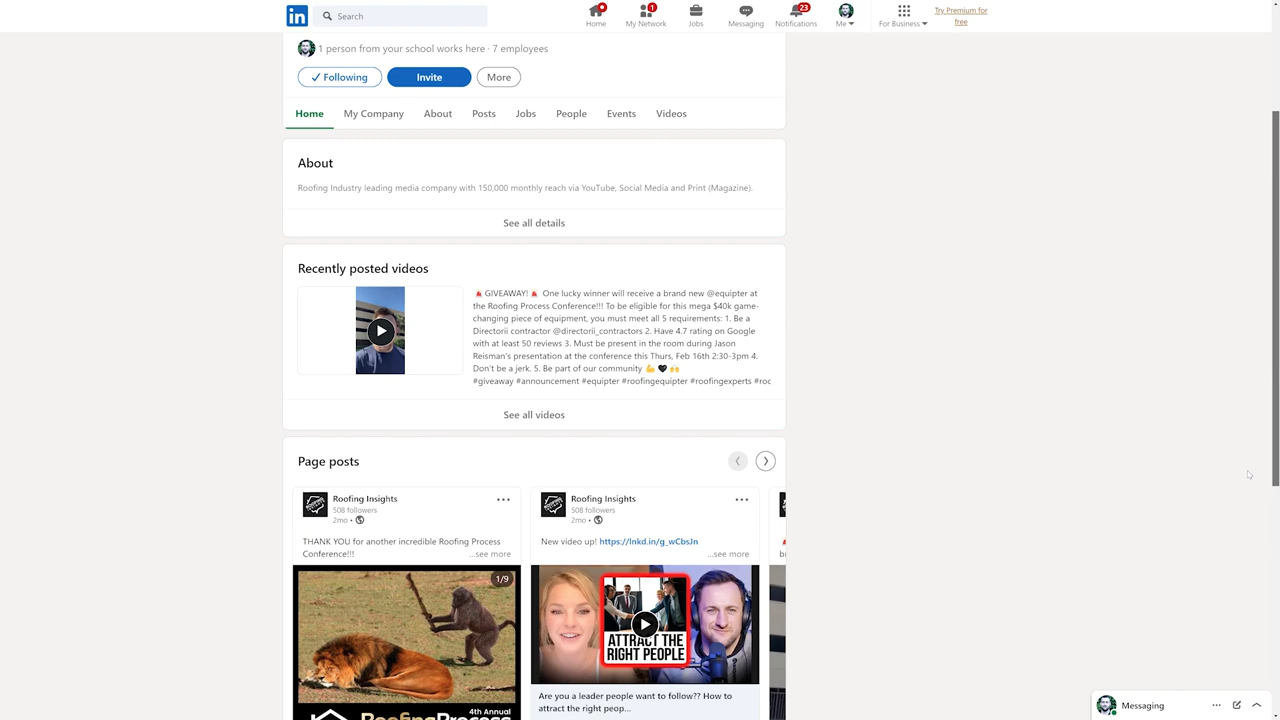 in
Search
Home
1
My Network
Jobs
Messaging
23
Notifications
Me
For Business
Try Premium for
free
1 person from your school works here · 7 employees
✓ Following
Invite
More
Home
My Company
About
Posts
Jobs
People
Events
Videos
About
Roofing Industry leading media company with 150,000 monthly reach via YouTube, Social Media and Print (Magazine).
See all details
Recently posted videos
🚨 GIVEAWAY! 🚨 One lucky winner will receive a brand new @equipter at
the Roofing Process Conference!!! To be eligible for this mega $40k game-
changing piece of equipment, you must meet all 5 requirements: 1. Be a
Directorii contractor @directorii_contractors 2. Have 4.7 rating on Google
with at least 50 reviews 3. Must be present in the room during Jason
Reisman's presentation at the conference this Thurs, Feb 16th 2:30-3pm 4.
Don't be a jerk. 5. Be part of our community 💪 🖤 🙌
#giveaway #announcement #equipter #roofingequipter #roofingexperts #roo
See all videos
Page posts
Roofing Insights
508 followers
2mo •
THANK YOU for another incredible Roofing Process
Conference!!!
...see more
1/9
4th Annual
RoofingProcess
Roofing Insights
508 followers
2mo •
New video up! https://lnkd.in/g_wCbsJn
...see more
ATTRACT THE
RIGHT PEOPLE
Are you a leader people want to follow?? How to
attract the right peop...
Messaging